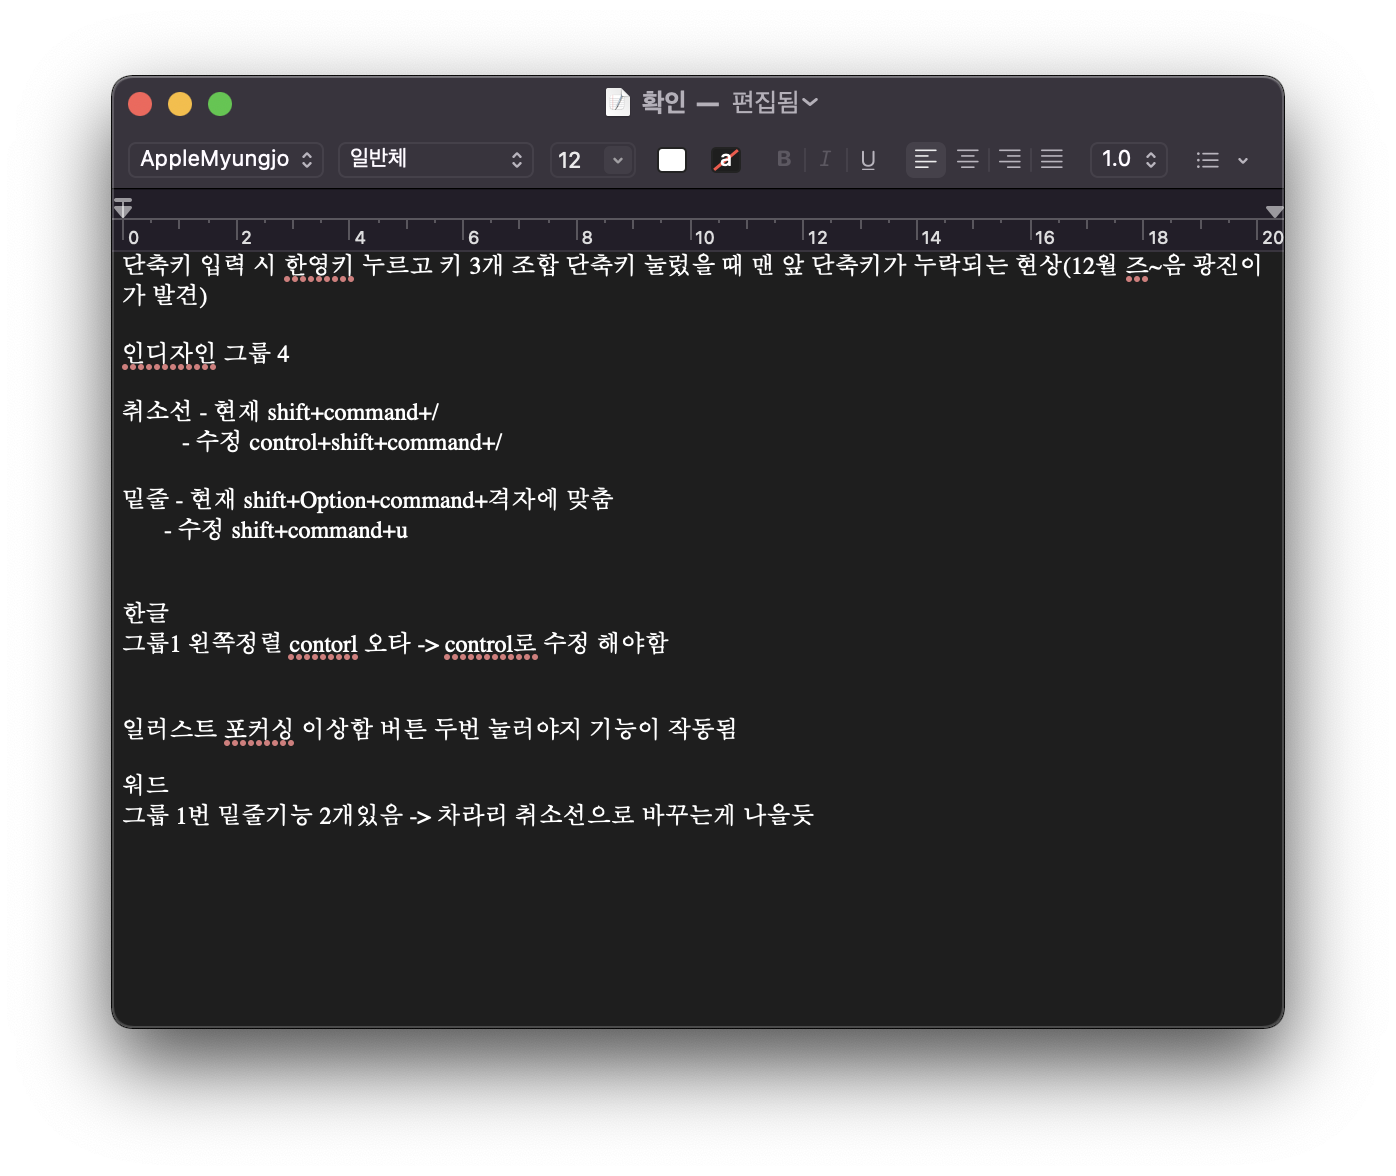 확인 — 편집됨
AppleMyungjo 일반체 12 a B I U 1.0
0 2 4 6 8 10 12 14 16 18 20
단축키 입력 시 한영키 누르고 키 3개 조합 단축키 눌렀을 때 맨 앞 단축키가 누락되는 현상(12월 즈~음 광진이
가 발견)
인디자인 그룹 4
취소선 - 현재 shift+command+/
- 수정 control+shift+command+/
밑줄 - 현재 shift+Option+command+격자에 맞춤
- 수정 shift+command+u
한글
그룹1 왼쪽정렬 contorl 오타 -> control로 수정 해야함
일러스트 포커싱 이상함 버튼 두번 눌러야지 기능이 작동됨
워드
그룹 1번 밑줄기능 2개있음 -> 차라리 취소선으로 바꾸는게 나을듯